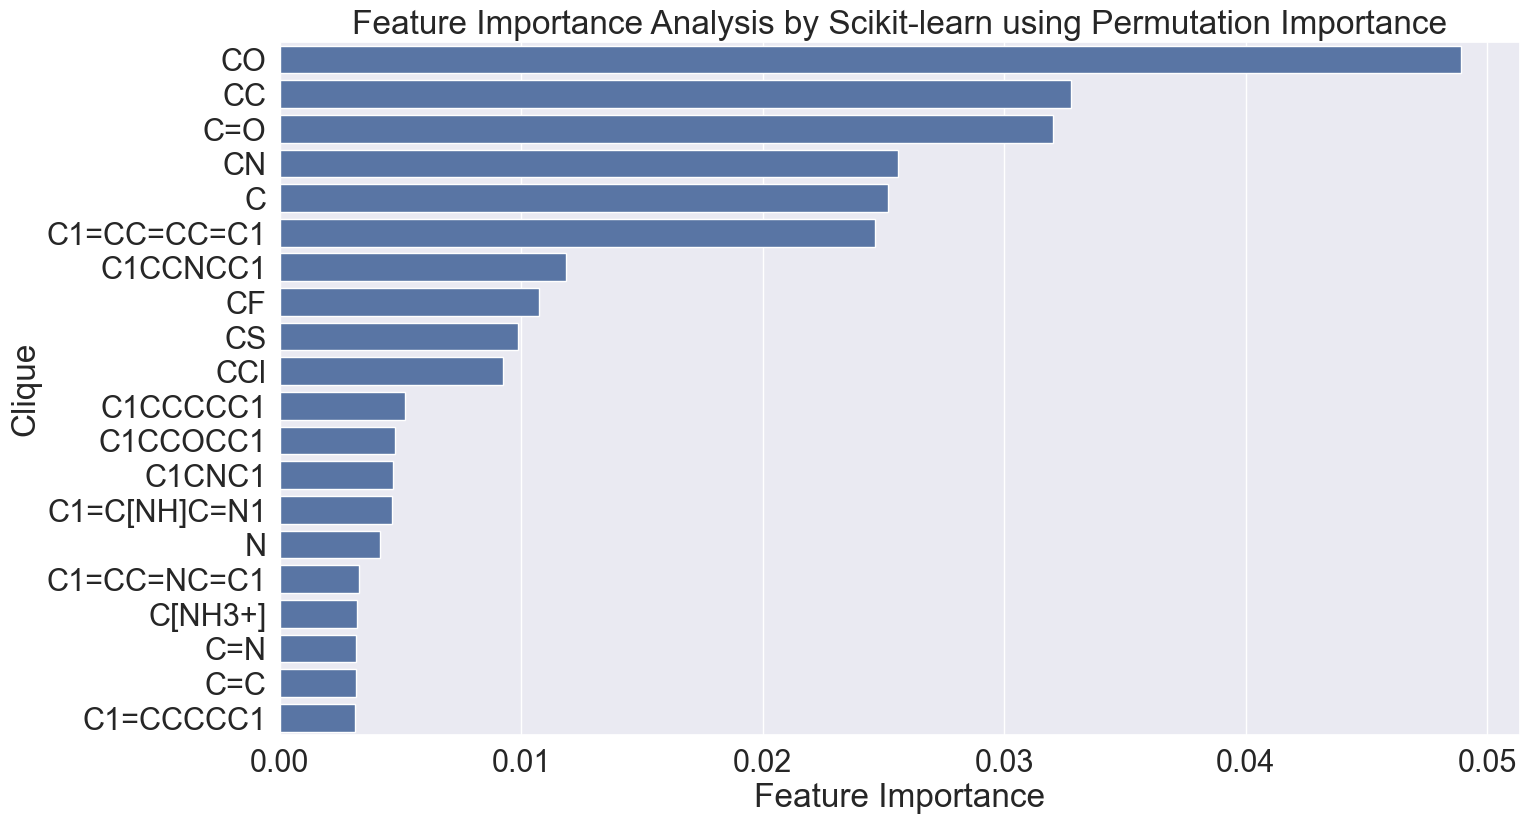 Feature Importance Analysis by Scikit-learn using Permutation Importance
CO
CC
C=O
CN
C
C1=CC=CC=C1
C1CCNCC1
CF
CS
CCl
C1CCCCC1
C1CCOCC1
C1CNC1
C1=C[NH]C=N1
N
C1=CC=NC=C1
C[NH3+]
C=N
C=C
C1=CCCCC1
Clique
0.00 0.01 0.02 0.03 0.04 0.05
Feature Importance